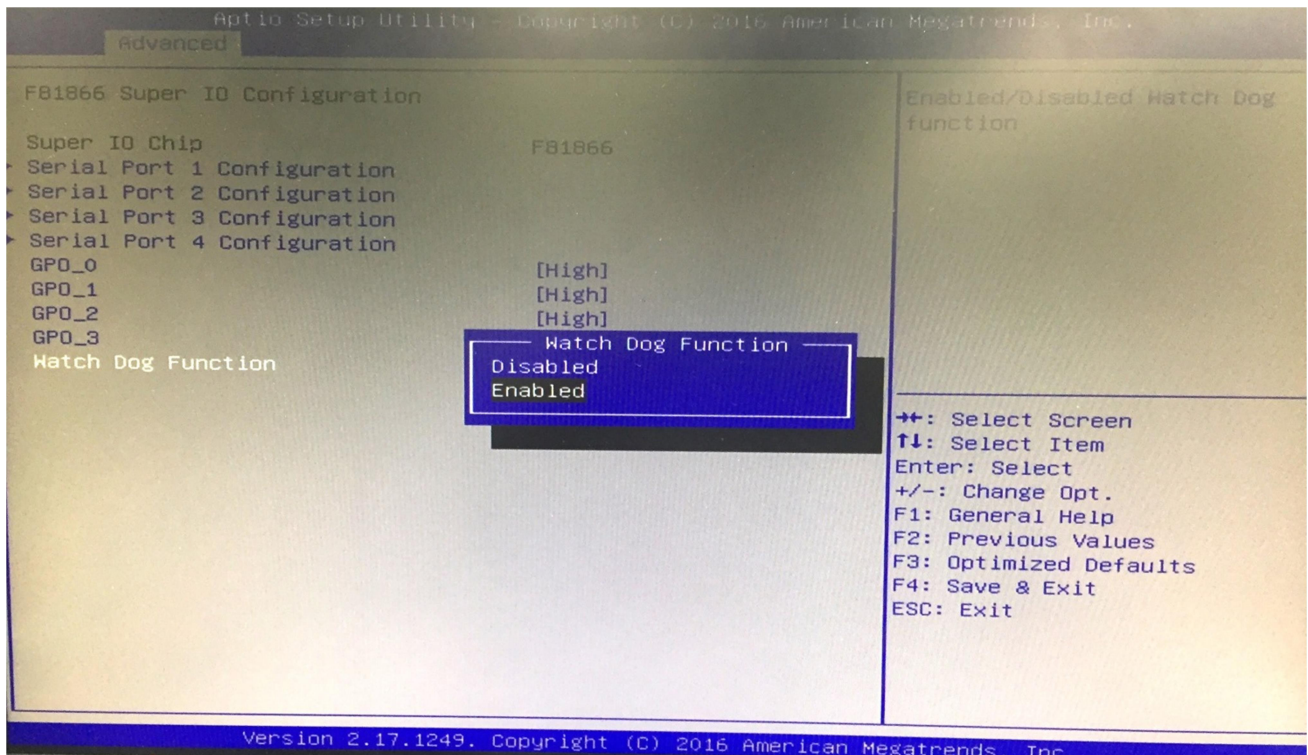 Aptio Setup Utility – Copyright (C) 2016 American Megatrends, Inc.
Advanced
F81866 Super IO Configuration
Super IO Chip F81866
Serial Port 1 Configuration
Serial Port 2 Configuration
Serial Port 3 Configuration
Serial Port 4 Configuration
GPO_0 [High]
GPO_1 [High]
GPO_2 [High]
GPO_3
Watch Dog Function
Watch Dog Function
Disabled
Enabled
Enabled/Disabled Watch Dog
function
→←: Select Screen
↑↓: Select Item
Enter: Select
+/-: Change Opt.
F1: General Help
F2: Previous Values
F3: Optimized Defaults
F4: Save & Exit
ESC: Exit
Version 2.17.1249. Copyright (C) 2016 American Megatrends, Inc.